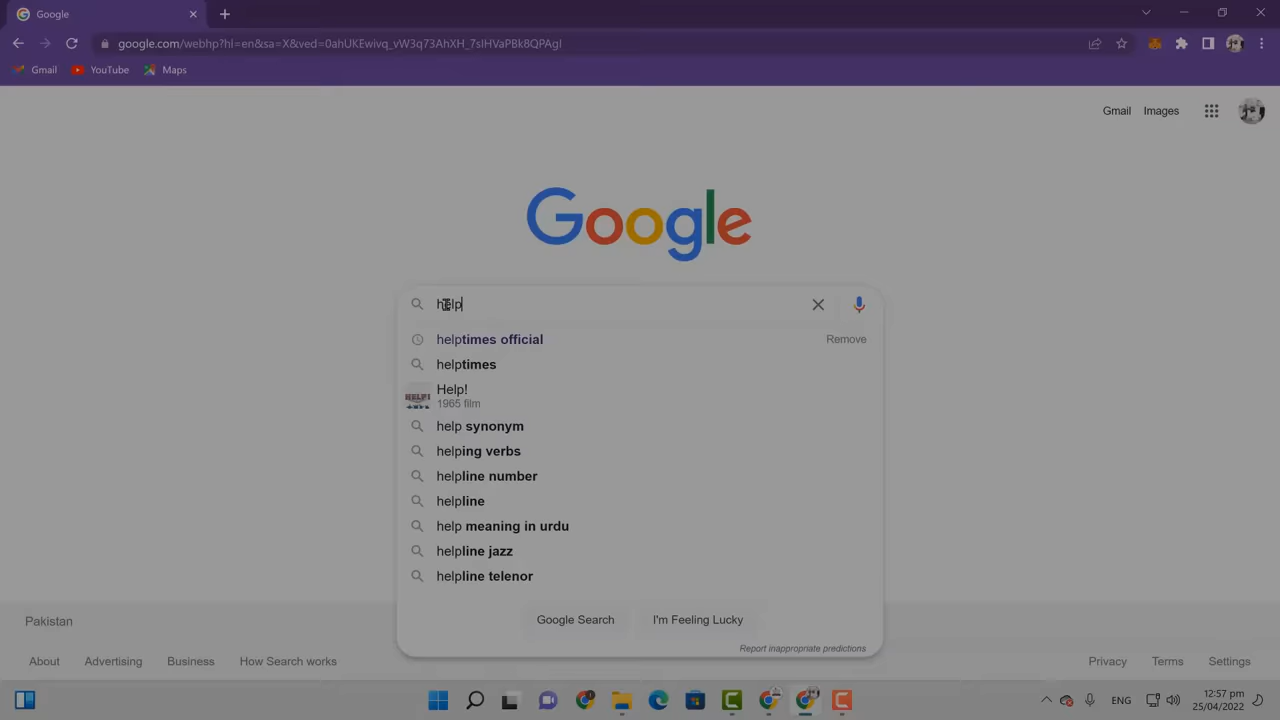 Google
google.com/webhp?hl=en&sa=X&ved=0ahUKEwivq_vW3q73AhXH_7sIHVaPBk8QPAgI
Gmail YouTube Maps
Gmail Images
Google
help
helptimes official Remove
helptimes
Help!
1965 film
help synonym
helping verbs
helpline number
helpline
help meaning in urdu
helpline jazz
helpline telenor
Google Search I'm Feeling Lucky
Report inappropriate predictions
Pakistan
About Advertising Business How Search works Privacy Terms Settings
ENG 12:57 pm
25/04/2022